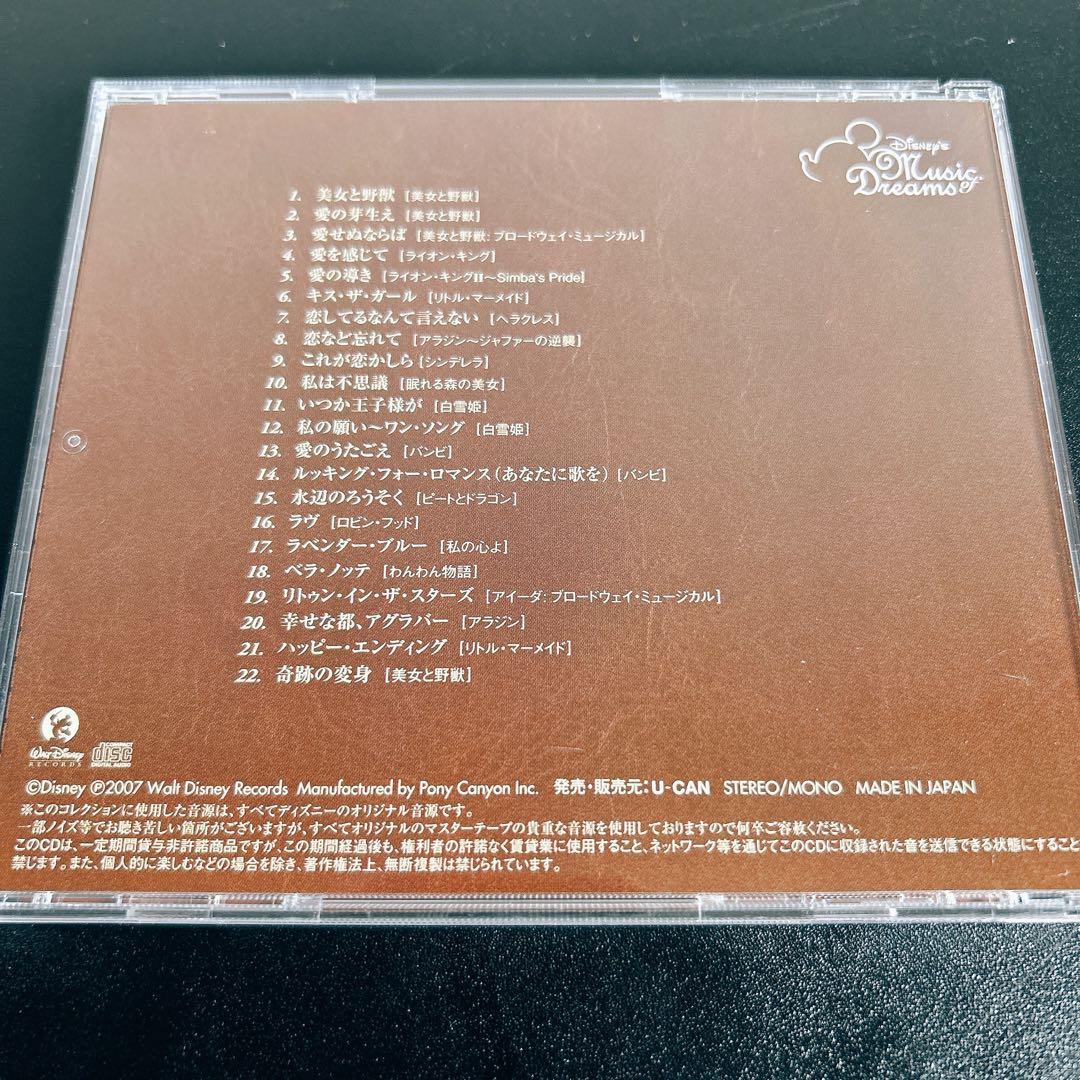 Disney's
Music of
Dreams
1. 美女と野獣 [美女と野獣]
2. 愛の芽生え [美女と野獣]
3. 愛せぬならば [美女と野獣: ブロードウェイ・ミュージカル]
4. 愛を感じて [ライオン・キング]
5. 愛の導き [ライオン・キングII〜Simba's Pride]
6. キス・ザ・ガール [リトル・マーメイド]
7. 恋してるなんて言えない [ヘラクレス]
8. 恋など忘れて [アラジン〜ジャファーの逆襲]
9. これが恋かしら [シンデレラ]
10. 私は不思議 [眠れる森の美女]
11. いつか王子様が [白雪姫]
12. 私の願い〜ワン・ソング [白雪姫]
13. 愛のうたごえ [バンビ]
14. ルッキング・フォー・ロマンス(あなたに歌を) [バンビ]
15. 水辺のろうそく [ピートとドラゴン]
16. ラヴ [ロビン・フッド]
17. ラベンダー・ブルー [私の心よ]
18. ベラ・ノッテ [わんわん物語]
19. リトゥン・イン・ザ・スターズ [アイーダ: ブロードウェイ・ミュージカル]
20. 幸せな都、アグラバー [アラジン]
21. ハッピー・エンディング [リトル・マーメイド]
22. 奇跡の変身 [美女と野獣]
WALT DISNEY
RECORDS
COMPACT
disc
DIGITAL AUDIO
©Disney ℗2007 Walt Disney Records Manufactured by Pony Canyon Inc. 発売・販売元:U-CAN STEREO/MONO MADE IN JAPAN
※このコレクションに使用した音源は、すべてディズニーのオリジナル音源です。
一部ノイズ等でお聴き苦しい箇所がございますが、すべてオリジナルのマスターテープの貴重な音源を使用しておりますので何卒ご容赦ください。
このCDは、一定期間貸与非許諾商品ですが、この期間経過後も、権利者の許諾なく賃貸業に使用すること、ネットワーク等を通じてこのCDに収録された音を送信できる状態にすること
禁じます。また、個人的に楽しむなどの場合を除き、著作権法上、無断複製は禁じられています。